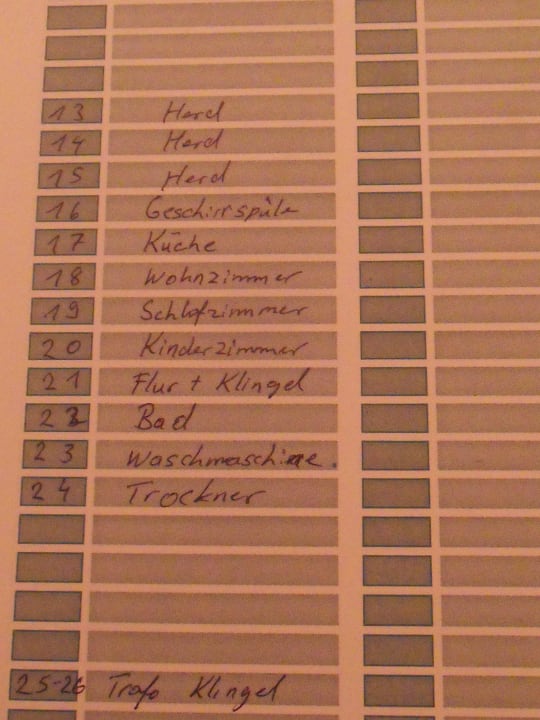 13 Herd
14 Herd
15 Herd
16 Geschirrspüle
17 Küche
18 Wohnzimmer
19 Schlafzimmer
20 Kinderzimmer
21 Flur + Klingel
22 Bad
23 Waschmaschine.
24 Trockner
25-26 Trafo Klingel